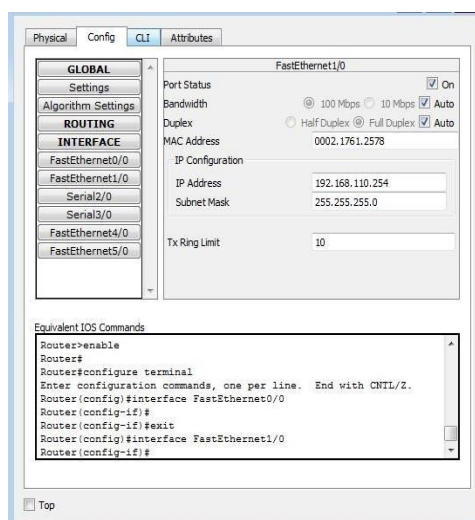 Physical Config CLI Attributes
GLOBAL
Settings
Algorithm Settings
ROUTING
INTERFACE
FastEthernet0/0
FastEthernet1/0
Serial2/0
Serial3/0
FastEthernet4/0
FastEthernet5/0
FastEthernet1/0
Port Status On
Bandwidth 100 Mbps 10 Mbps Auto
Duplex Half Duplex Full Duplex Auto
MAC Address 0002.1761.2578
IP Configuration
IP Address 192.168.110.254
Subnet Mask 255.255.255.0
Tx Ring Limit 10
Equivalent IOS Commands
Router>enable
Router#
Router#configure terminal
Enter configuration commands, one per line. End with CNTL/Z.
Router(config)#interface FastEthernet0/0
Router(config-if)#
Router(config-if)#exit
Router(config)#interface FastEthernet1/0
Router(config-if)#
Top